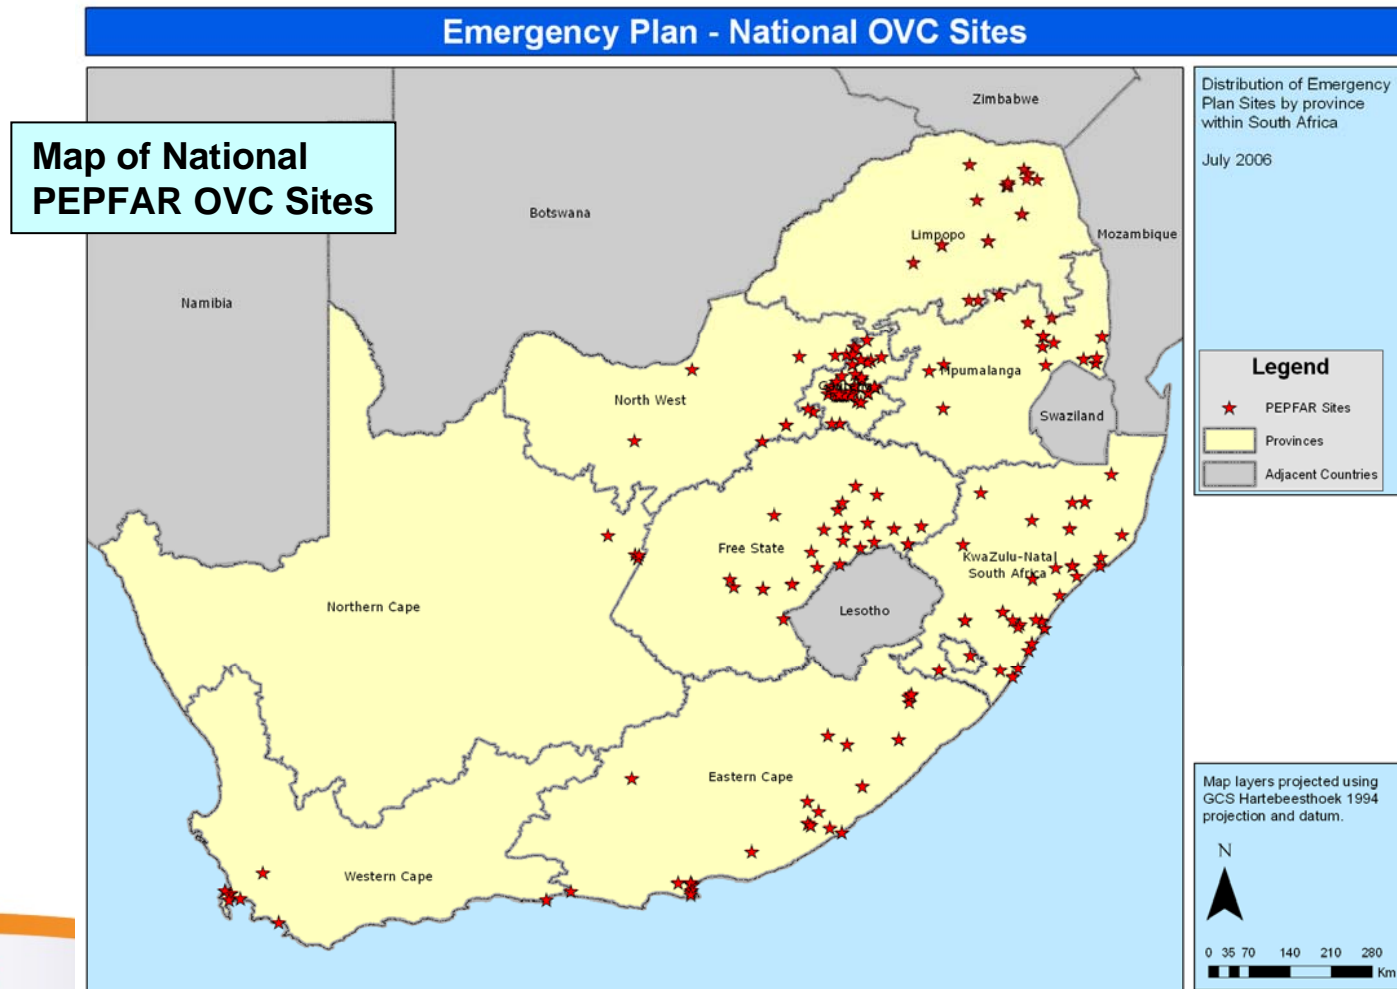 Emergency Plan - National OVC Sites
Map of National
PEPFAR OVC Sites
Distribution of Emergency
Plan Sites by province
within South Africa
July 2006
Zimbabwe
Botswana
Limpopo
Mozambique
Namibia
North West
Mpumalanga
Swaziland
Free State
KwaZulu-Natal
South Africa
Northern Cape
Lesotho
Eastern Cape
Western Cape
Legend
PEPFAR Sites
Provinces
Adjacent Countries
Map layers projected using
GCS Hartebeesthoek 1994
projection and datum.
N
0 35 70 140 210 280
Km